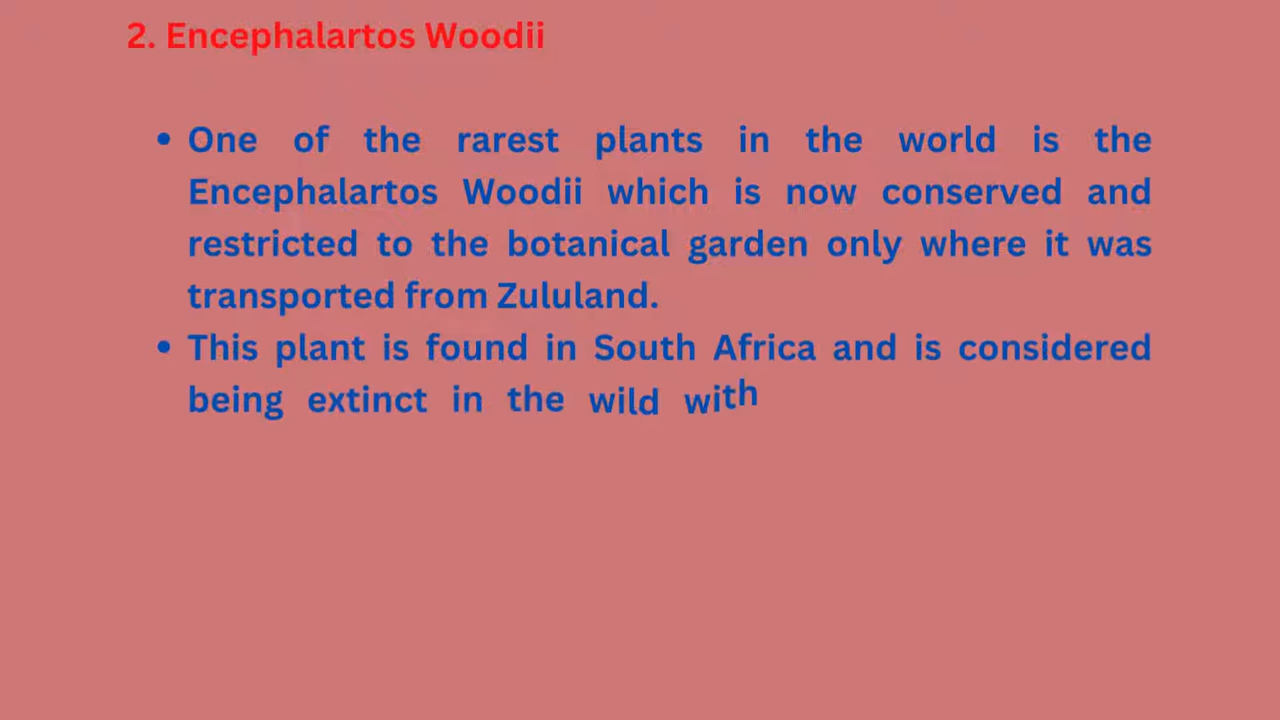 2. Encephalartos Woodii
• One of the rarest plants in the world is the
Encephalartos Woodii which is now conserved and
restricted to the botanical garden only where it was
transported from Zululand.
• This plant is found in South Africa and is considered
being extinct in the wild with